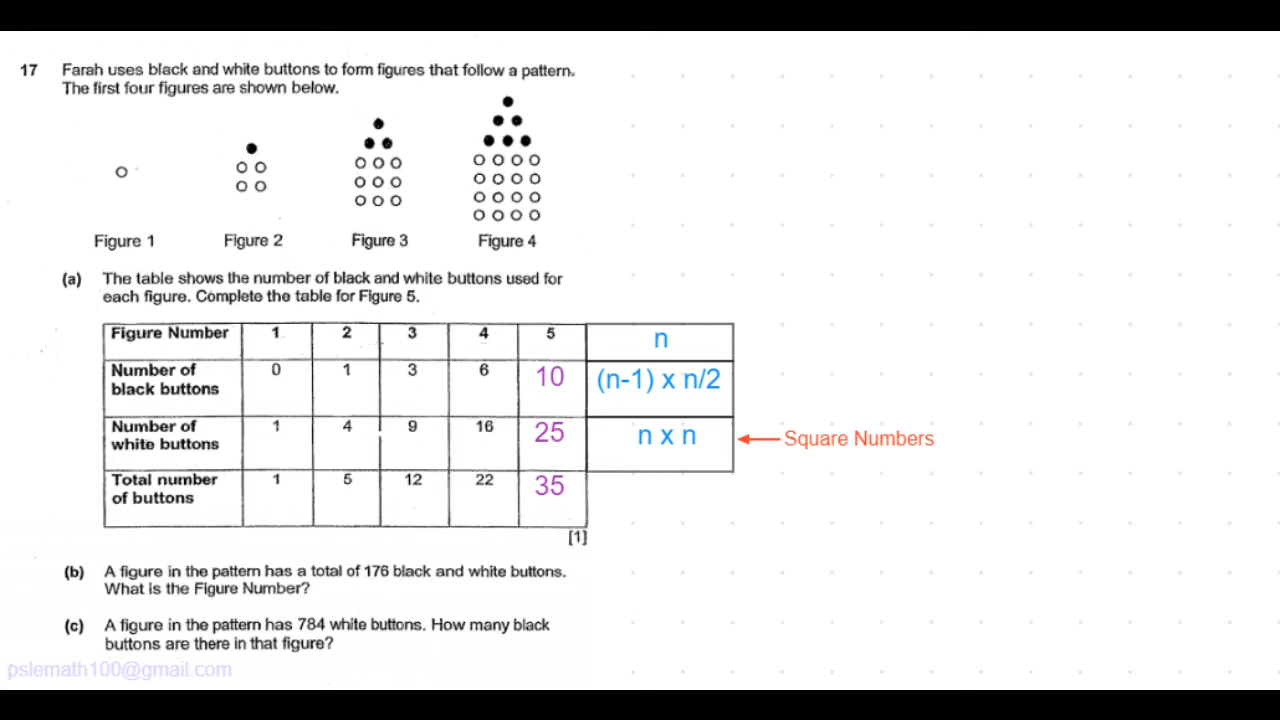 17 Farah uses black and white buttons to form figures that follow a pattern.
The first four figures are shown below.
Figure 1 Figure 2 Figure 3 Figure 4
(a) The table shows the number of black and white buttons used for
each figure. Complete the table for Figure 5.
Figure Number 1 2 3 4 5 n
Number of
black buttons 0 1 3 6 10 (n-1) x n/2
Number of
white buttons 1 4 9 16 25 n x n Square Numbers
Total number
of buttons 1 5 12 22 35
[1]
(b) A figure in the pattern has a total of 176 black and white buttons.
What is the Figure Number?
(c) A figure in the pattern has 784 white buttons. How many black
buttons are there in that figure?
pslemath100@gmail.com